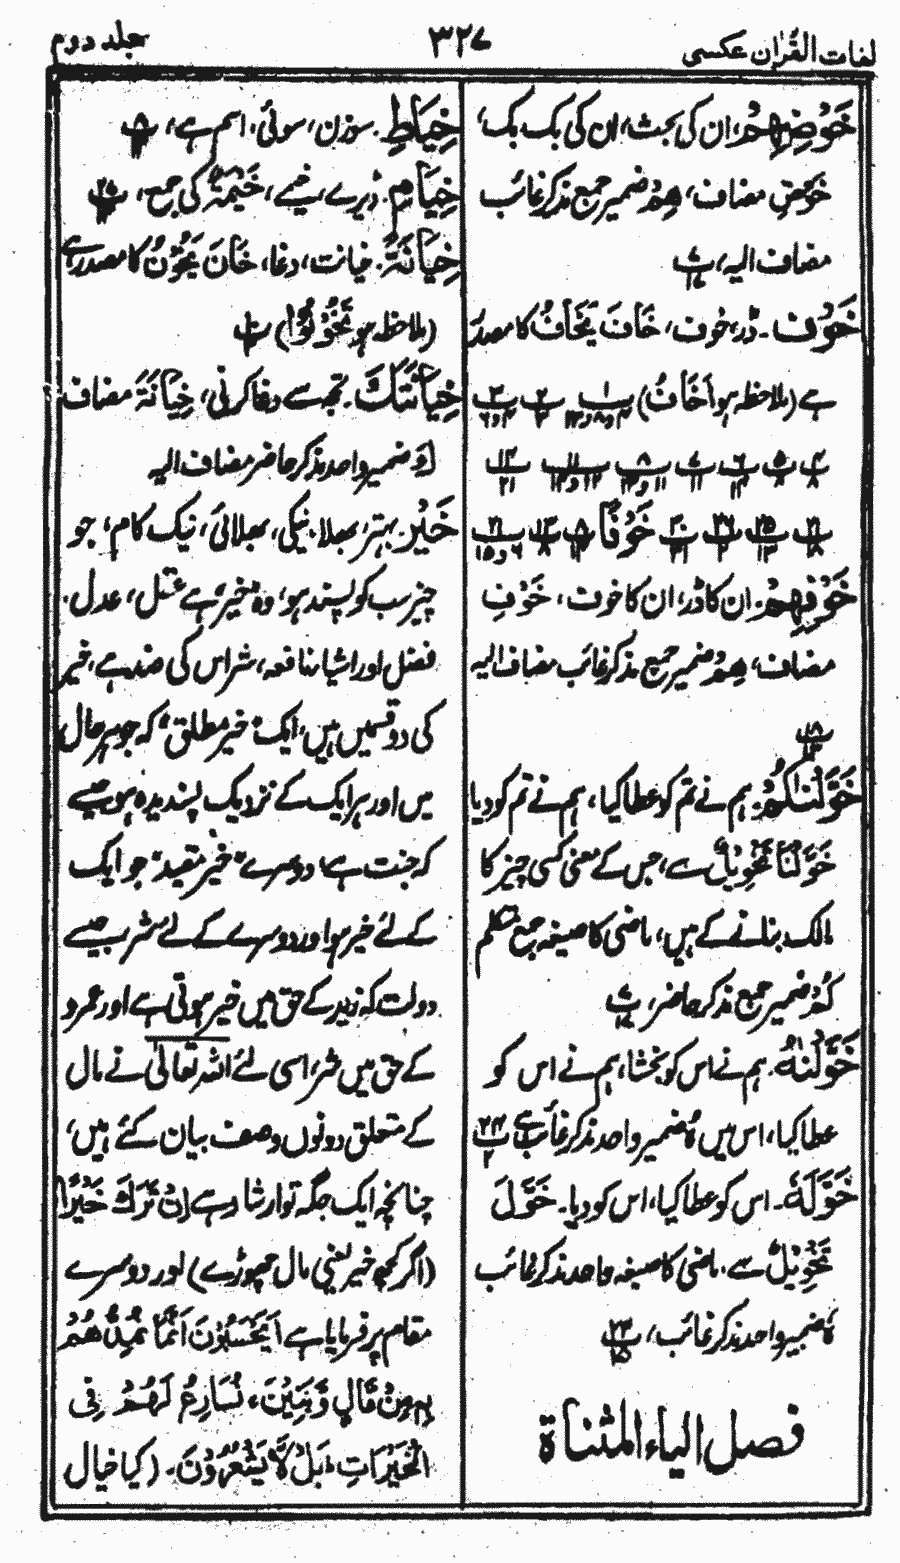 لغات القرآن عکسی
۳۲۷
جلد دوم
خَوْضِهِمْ، ان کی بحث، ان کی بک بک،
خَوْضِ مضاف، هِمْ ضمیر جمع مذکر غائب
مضاف الیہ،
خَوْف۔ ڈر، خوف، خَافَ يَخَافُ کا مصدر
ہے (ملاحظہ ہو اَخَافُ)
خَوْفًا
خَوْفِهِمْ۔ ان کا ڈر، ان کا خوف، خَوْفِ
مضاف، هِمْ ضمیر جمع مذکر غائب مضاف الیہ
خَوَّلْنٰكُمْ۔ ہم نے تم کو عطا کیا، ہم نے تم کو دیا
خَوَّلْنَا تَخْوِيْلٌ سے، جس کے معنی کسی چیز کا
مالک بنانے کے ہیں، ماضی کا صیغہ جمع متکلم
كُمْ ضمیر جمع مذکر حاضر،
خَوَّلْنٰهُ۔ ہم نے اس کو بخشا، ہم نے اس کو
عطا کیا، اس میں هُ ضمیر واحد مذکر غائب ہے
خَوَّلَهٗ۔ اس کو عطا کیا، اس کو دیا۔ خَوَّلَ
تَخْوِيْلٌ سے، ماضی کا صیغہ واحد مذکر غائب
هٗ ضمیر واحد مذکر غائب،
فصل الیاء المثناۃ
خِيَاطِ۔ سوزن، سوئی، اسم ہے،
خِيَام۔ ڈیرے، خیمے، خَيْمَةٌ کی جمع،
خِيَانَةً۔ خیانت، دغا، خَانَ يَخُوْنُ کا مصدر ہے
(ملاحظہ ہو تَخُوْنُوْا)
خِيَانَتَكَ۔ تجھ سے دغا کرنی، خِيَانَةَ مضاف
كَ ضمیر واحد مذکر حاضر مضاف الیہ
خَيْر۔ بہتر، بھلا، نیکی، بھلائی، نیک کام، جو
چیز سب کو پسند ہو، وہ خیر ہے، عقل، عدل،
فضل اور اشیاء نافعہ، شر اس کی ضد ہے، خیر
کی دو قسمیں ہیں، ایک "خیر مطلق" کہ جو ہر حال
میں اور ہر ایک کے نزدیک پسندیدہ ہو، جیسے
کہ جنت ہے، دوسرے "خیر مقید" جو ایک
کے لئے خیر ہو اور دوسرے کے لئے شر، جیسے
دولت کہ زید کے حق میں خیر ہوتی ہے اور عمرو
کے حق میں شر، اسی لئے اللہ تعالیٰ نے مال
کے متعلق دونوں وصف بیان کئے ہیں،
چنانچہ ایک جگہ تو ارشاد ہے اِنْ تَرَكَ خَيْرًا
(اگر کچھ خیر یعنی مال چھوڑے) اور دوسرے
مقام پر فرمایا ہے اَيَحْسَبُوْنَ اَنَّمَا نُمِدُّهُمْ
بِهٖ مِنْ مَّالٍ وَّبَنِيْنَ، نُسَارِعُ لَهُمْ فِى
الْخَيْرَاتِ، بَلْ لَّا يَشْعُرُوْنَ۔ (کیا خیال